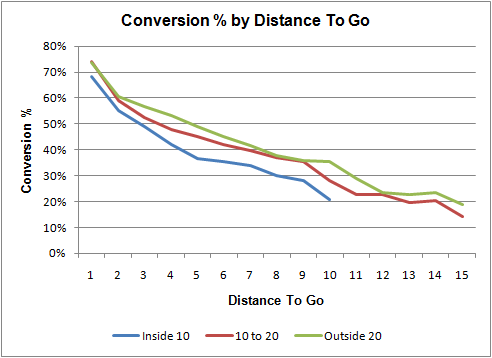 Conversion % by Distance To Go
80%
70%
60%
50%
40%
30%
20%
10%
0%
Conversion %
1 2 3 4 5 6 7 8 9 10 11 12 13 14 15
Distance To Go
Inside 10 10 to 20 Outside 20